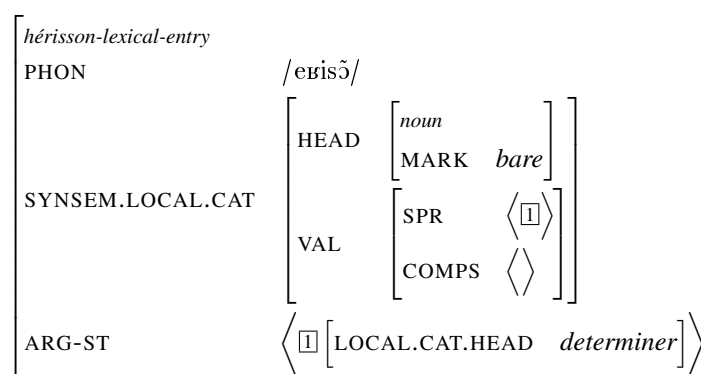 hérisson-lexical-entry
PHON /eʁisɔ̃/
SYNSEM.LOCAL.CAT
HEAD
noun
MARK bare
VAL
SPR ⟨1⟩
COMPS ⟨⟩
ARG-ST ⟨1[LOCAL.CAT.HEAD determiner]⟩